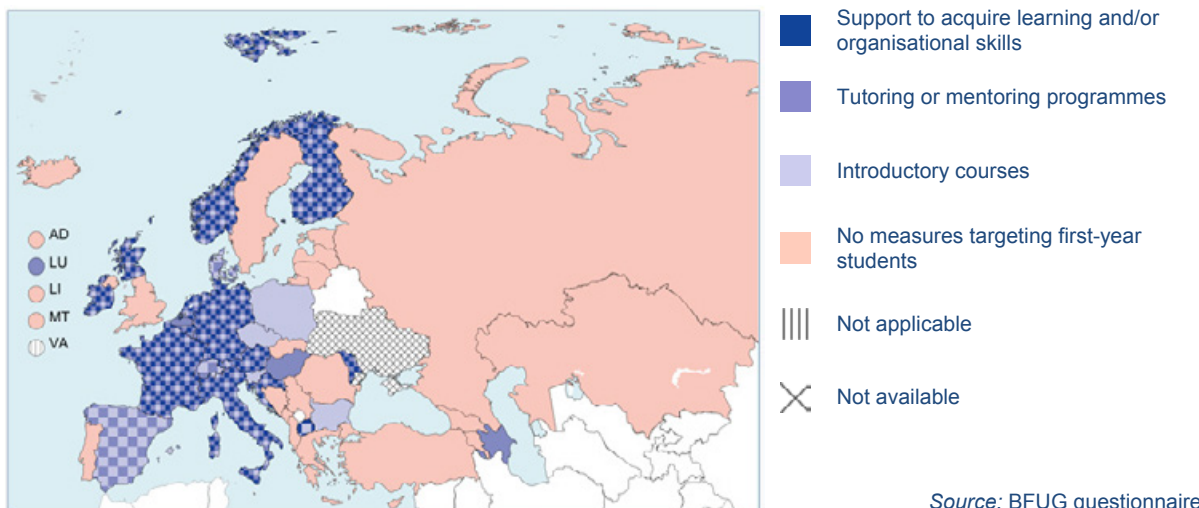 Support to acquire learning and/or
organisational skills
Tutoring or mentoring programmes
Introductory courses
No measures targeting first-year
students
Not applicable
Not available
AD
LU
LI
MT
VA
Source: BFUG questionnaire